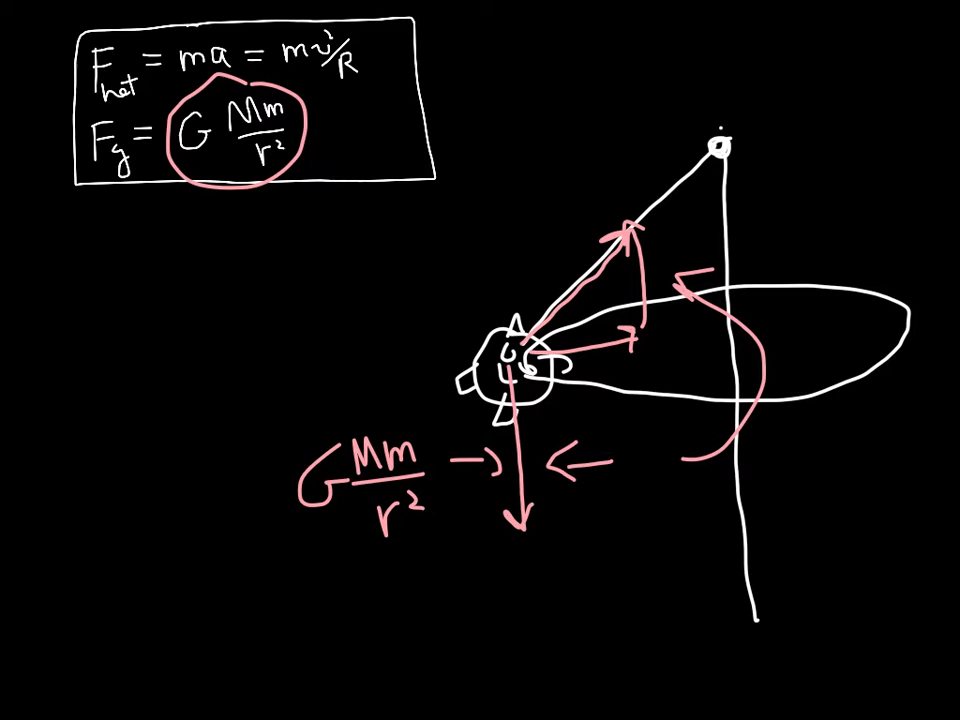 F_net = ma = mv²/R
F_g = G Mm/r²
G Mm/r²